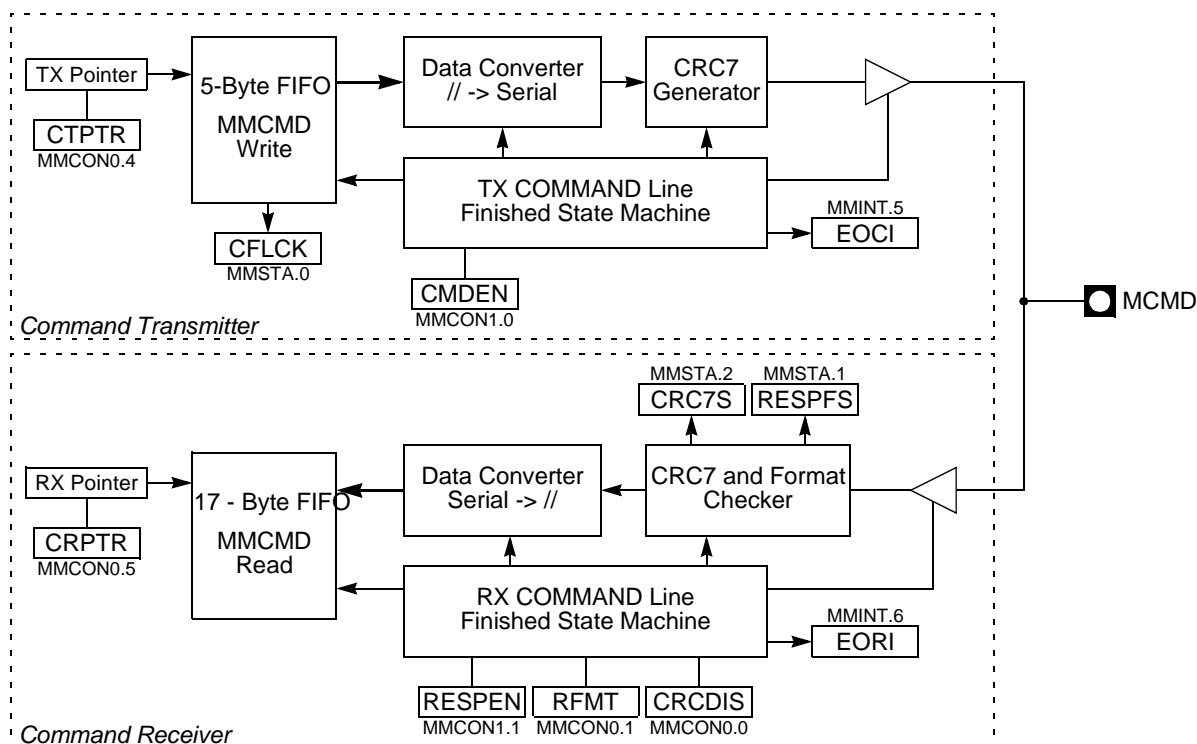 TX Pointer
CTPTR
MMCON0.4
5-Byte FIFO
MMCMD
Write
CFLCK
MMSTA.0
Data Converter
// -> Serial
CRC7
Generator
TX COMMAND Line
Finished State Machine
CMDEN
MMCON1.0
MMINT.5
EOCI
Command Transmitter
MCMD
MMSTA.2
CRC7S
MMSTA.1
RESPFS
RX Pointer
CRPTR
MMCON0.5
17 - Byte FIFO
MMCMD
Read
Data Converter
Serial -> //
CRC7 and Format
Checker
RX COMMAND Line
Finished State Machine
MMINT.6
EORI
RESPEN
MMCON1.1
RFMT
MMCON0.1
CRCDIS
MMCON0.0
Command Receiver